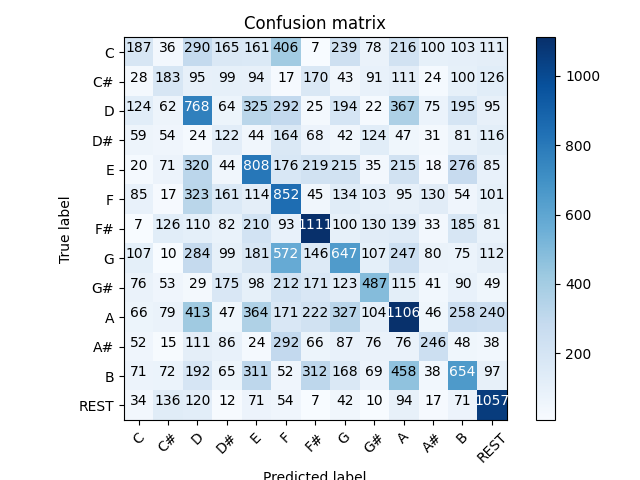 Confusion matrix
C 187 36 290 165 161 406 7 239 78 216 100 103 111
C# 28 183 95 99 94 17 170 43 91 111 24 100 126
D 124 62 768 64 325 292 25 194 22 367 75 195 95
D# 59 54 24 122 44 164 68 42 124 47 31 81 116
E 20 71 320 44 808 176 219 215 35 215 18 276 85
F 85 17 323 161 114 852 45 134 103 95 130 54 101
F# 7 126 110 82 210 93 1111 100 130 139 33 185 81
G 107 10 284 99 181 572 146 647 107 247 80 75 112
G# 76 53 29 175 98 212 171 123 487 115 41 90 49
A 66 79 413 47 364 171 222 327 104 1106 46 258 240
A# 52 15 111 86 24 292 66 87 76 76 246 48 38
B 71 72 192 65 311 52 312 168 69 458 38 654 97
REST 34 136 120 12 71 54 7 42 10 94 17 71 1057
C C# D D# E F F# G G# A A# B REST
True label
Predicted label
1000
800
600
400
200